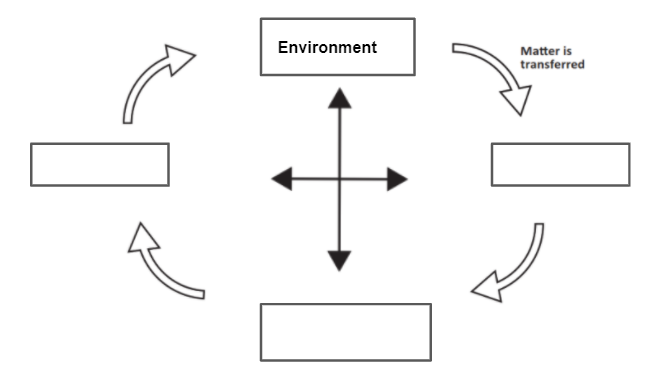 Environment
Matter is
transferred